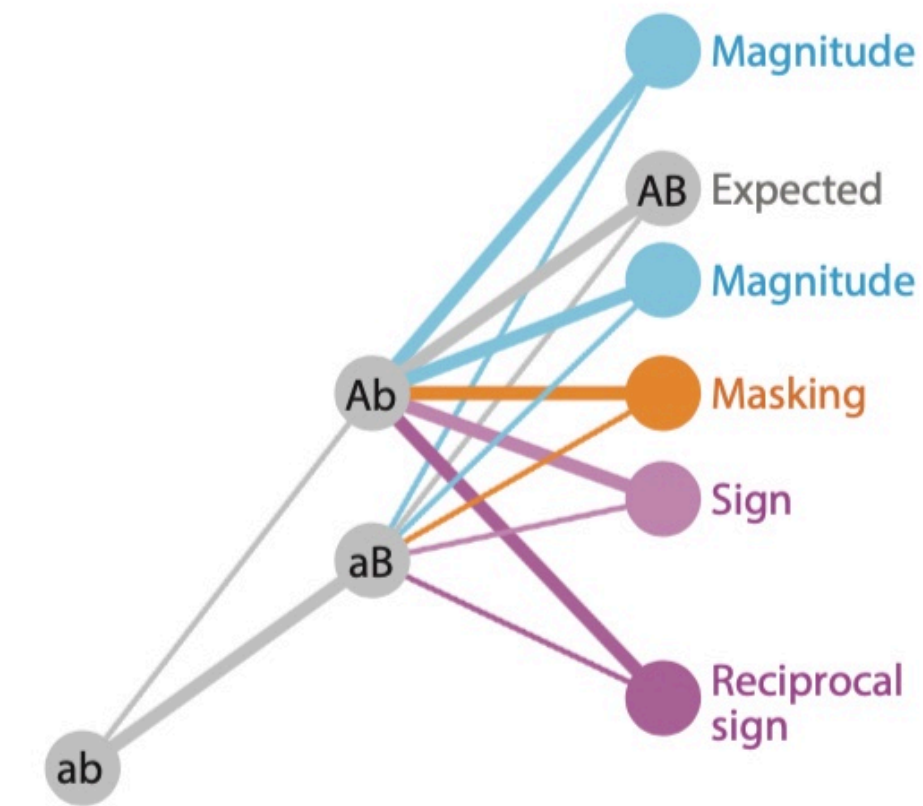 Magnitude
AB Expected
Magnitude
Ab Masking
Sign
aB
Reciprocal
sign
ab